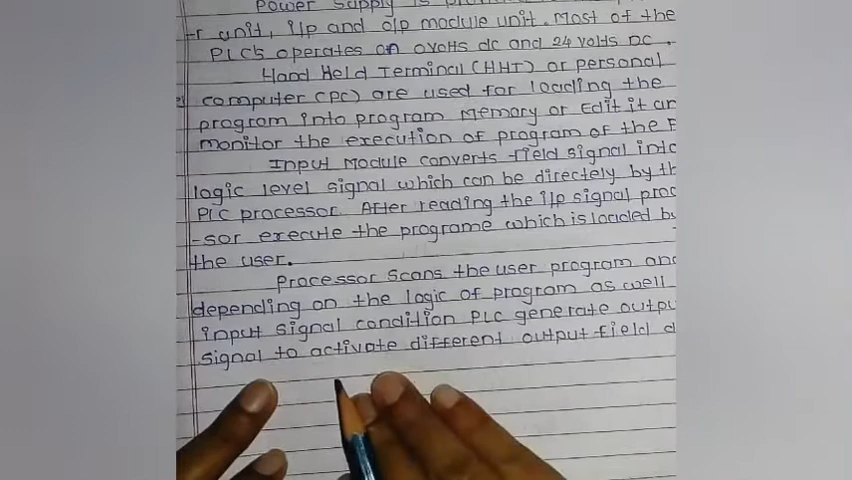 Power Supply is
-r unit, i/p and o/p module unit. Most of the
PLC's operates on 0volts dc and 24 volts DC.
Hand Held Terminal (HHT) or personal
computer (PC) are used for loading the
program into program Memory or Edit it an
monitor the execution of program of the P
Input Module converts field signal into
logic level signal which can be directely by th
PLC processor. After reading the i/p signal proc
-sor execute the programe which is loaded by
the user.
Processor Scans the user program and
depending on the logic of program as well
input signal condition PLC generate outpu
signal to activate different output field d